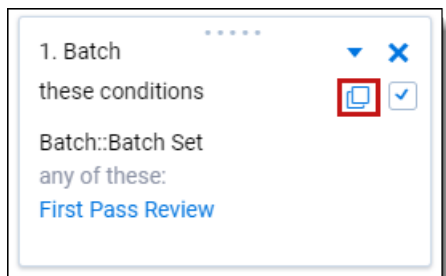 1. Batch
these conditions
Batch::Batch Set
any of these:
First Pass Review